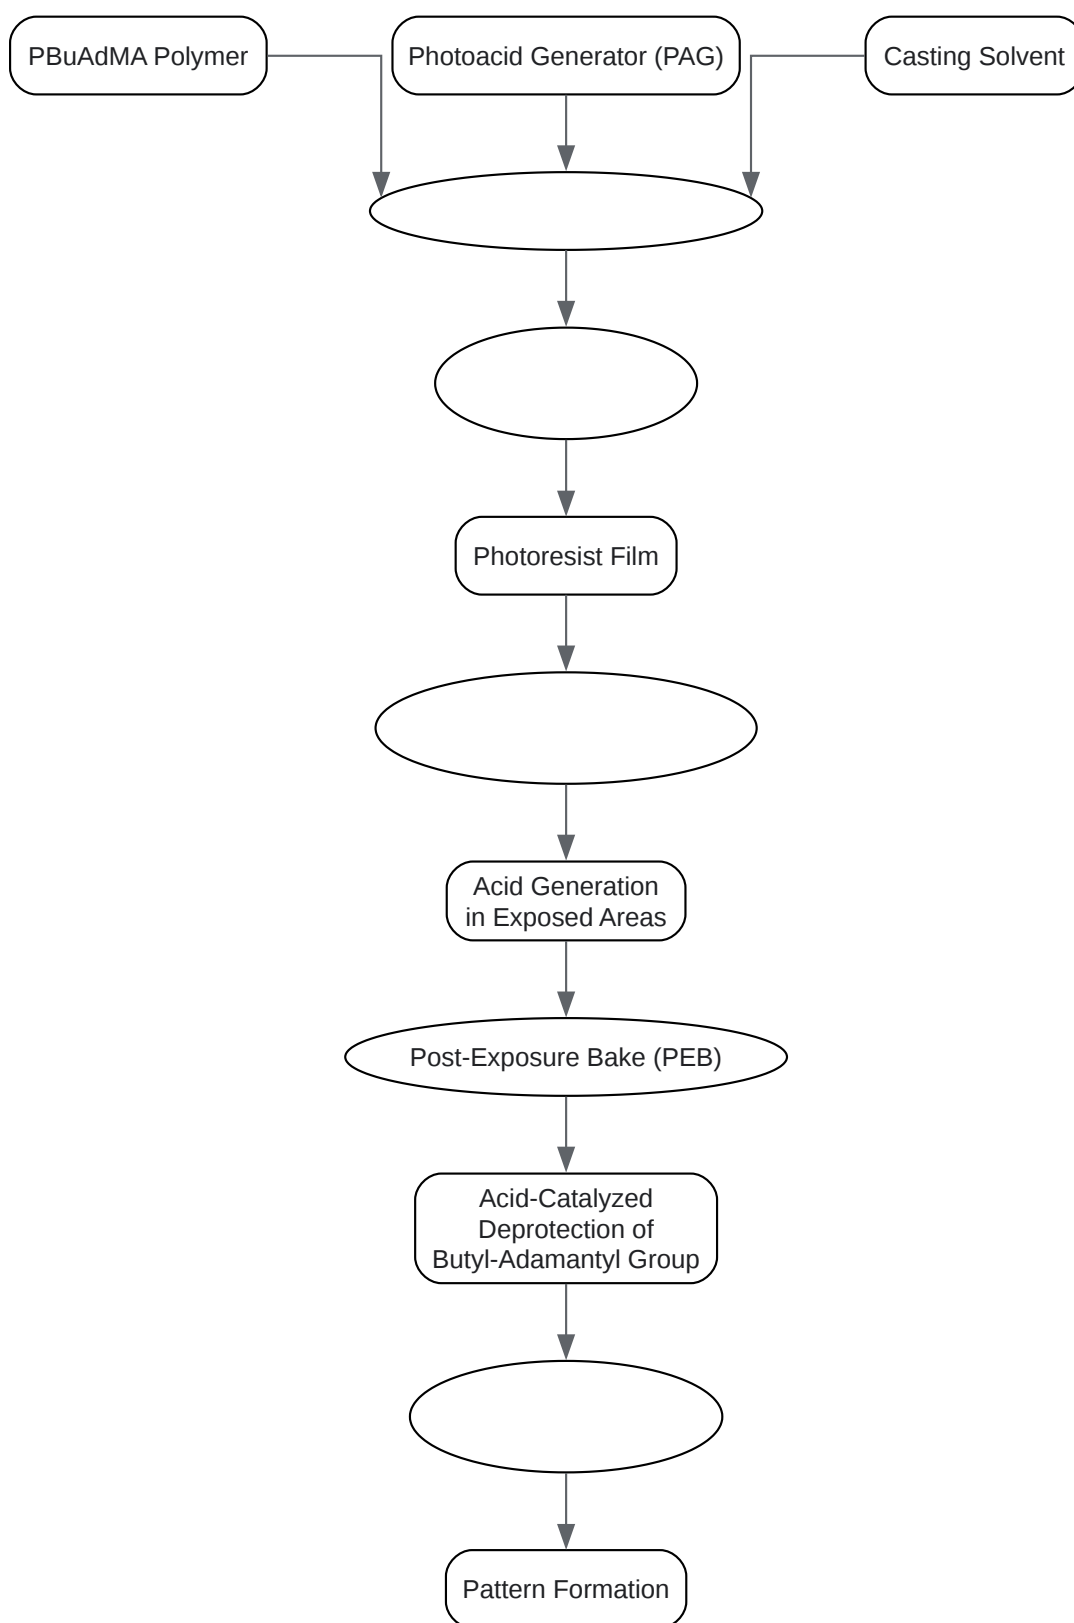 PBuAdMA Polymer
Photoacid Generator (PAG)
Casting Solvent
Photoresist Film
Acid Generation
in Exposed Areas
Post-Exposure Bake (PEB)
Acid-Catalyzed
Deprotection of
Butyl-Adamantyl Group
Pattern Formation